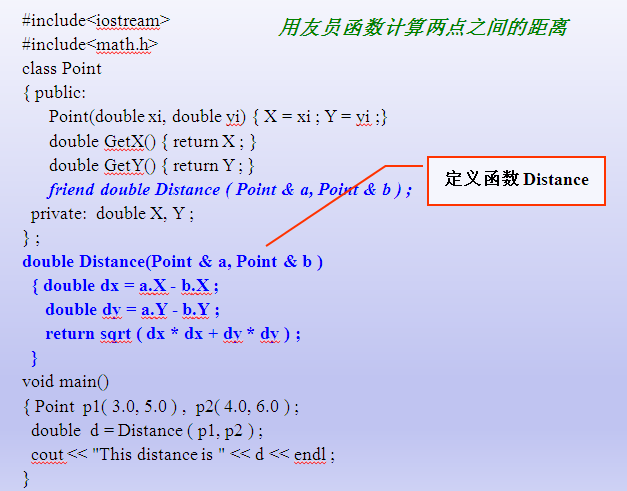 #include<iostream>
用友员函数计算两点之间的距离
#include<math.h>
class Point
{ public:
Point(double xi, double yi) { X = xi ; Y = yi ;}
double GetX() { return X ; }
double GetY() { return Y ; }
friend double Distance ( Point & a, Point & b ) ;
定义函数 Distance
private: double X, Y ;
} ;
double Distance(Point & a, Point & b )
{ double dx = a.X - b.X ;
double dy = a.Y - b.Y ;
return sqrt ( dx * dx + dy * dy ) ;
}
void main()
{ Point p1( 3.0, 5.0 ) , p2( 4.0, 6.0 ) ;
double d = Distance ( p1, p2 ) ;
cout << "This distance is " << d << endl ;
}